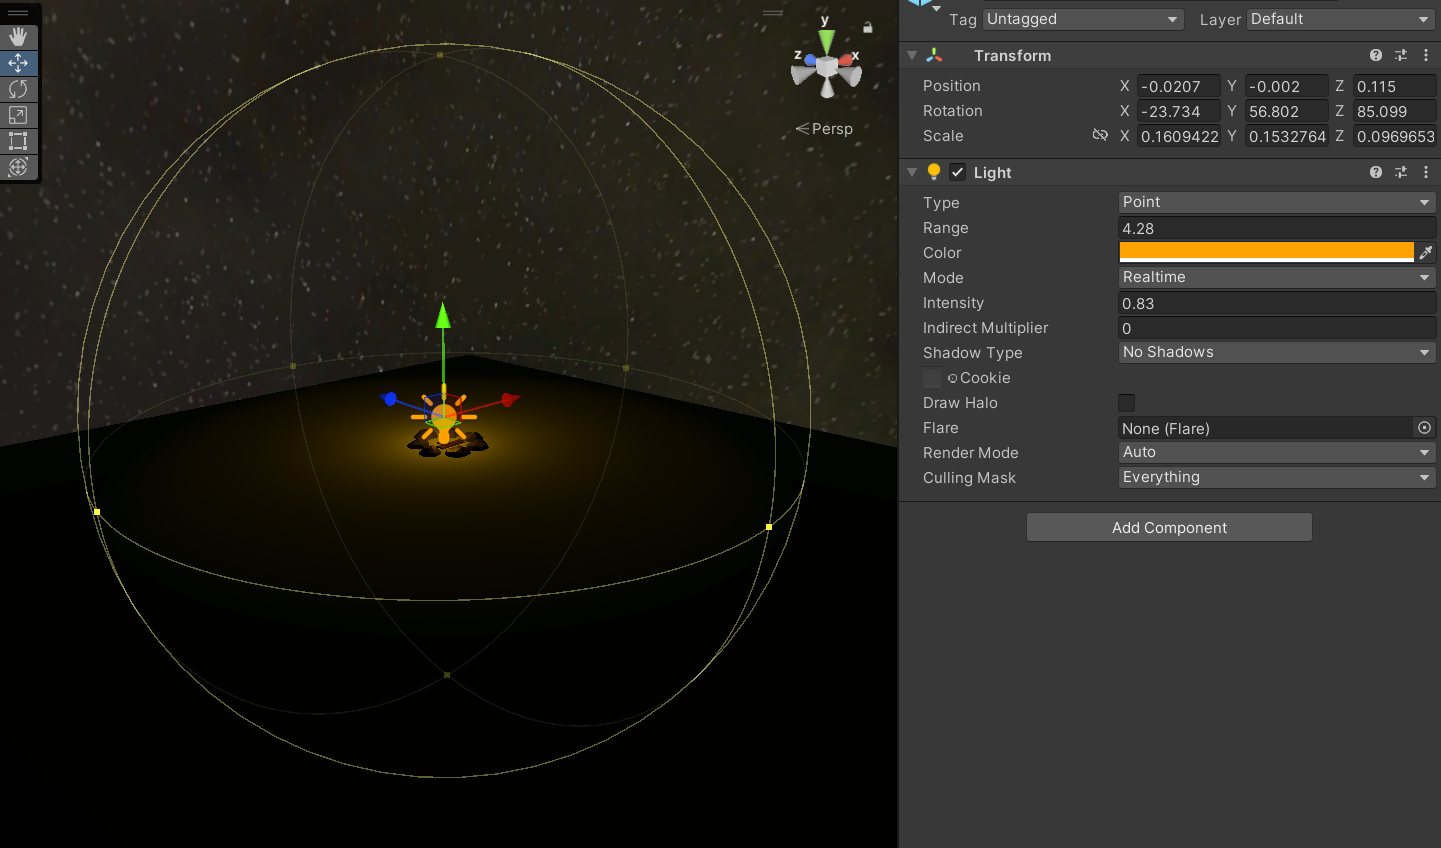 y
z
x
Persp
Tag Untagged Layer Default
Transform
Position X -0.0207 Y -0.002 Z 0.115
Rotation X -23.734 Y 56.802 Z 85.099
Scale X 0.1609422 Y 0.1532764 Z 0.0969653
Light
Type Point
Range 4.28
Color
Mode Realtime
Intensity 0.83
Indirect Multiplier 0
Shadow Type No Shadows
Cookie
Draw Halo
Flare None (Flare)
Render Mode Auto
Culling Mask Everything
Add Component